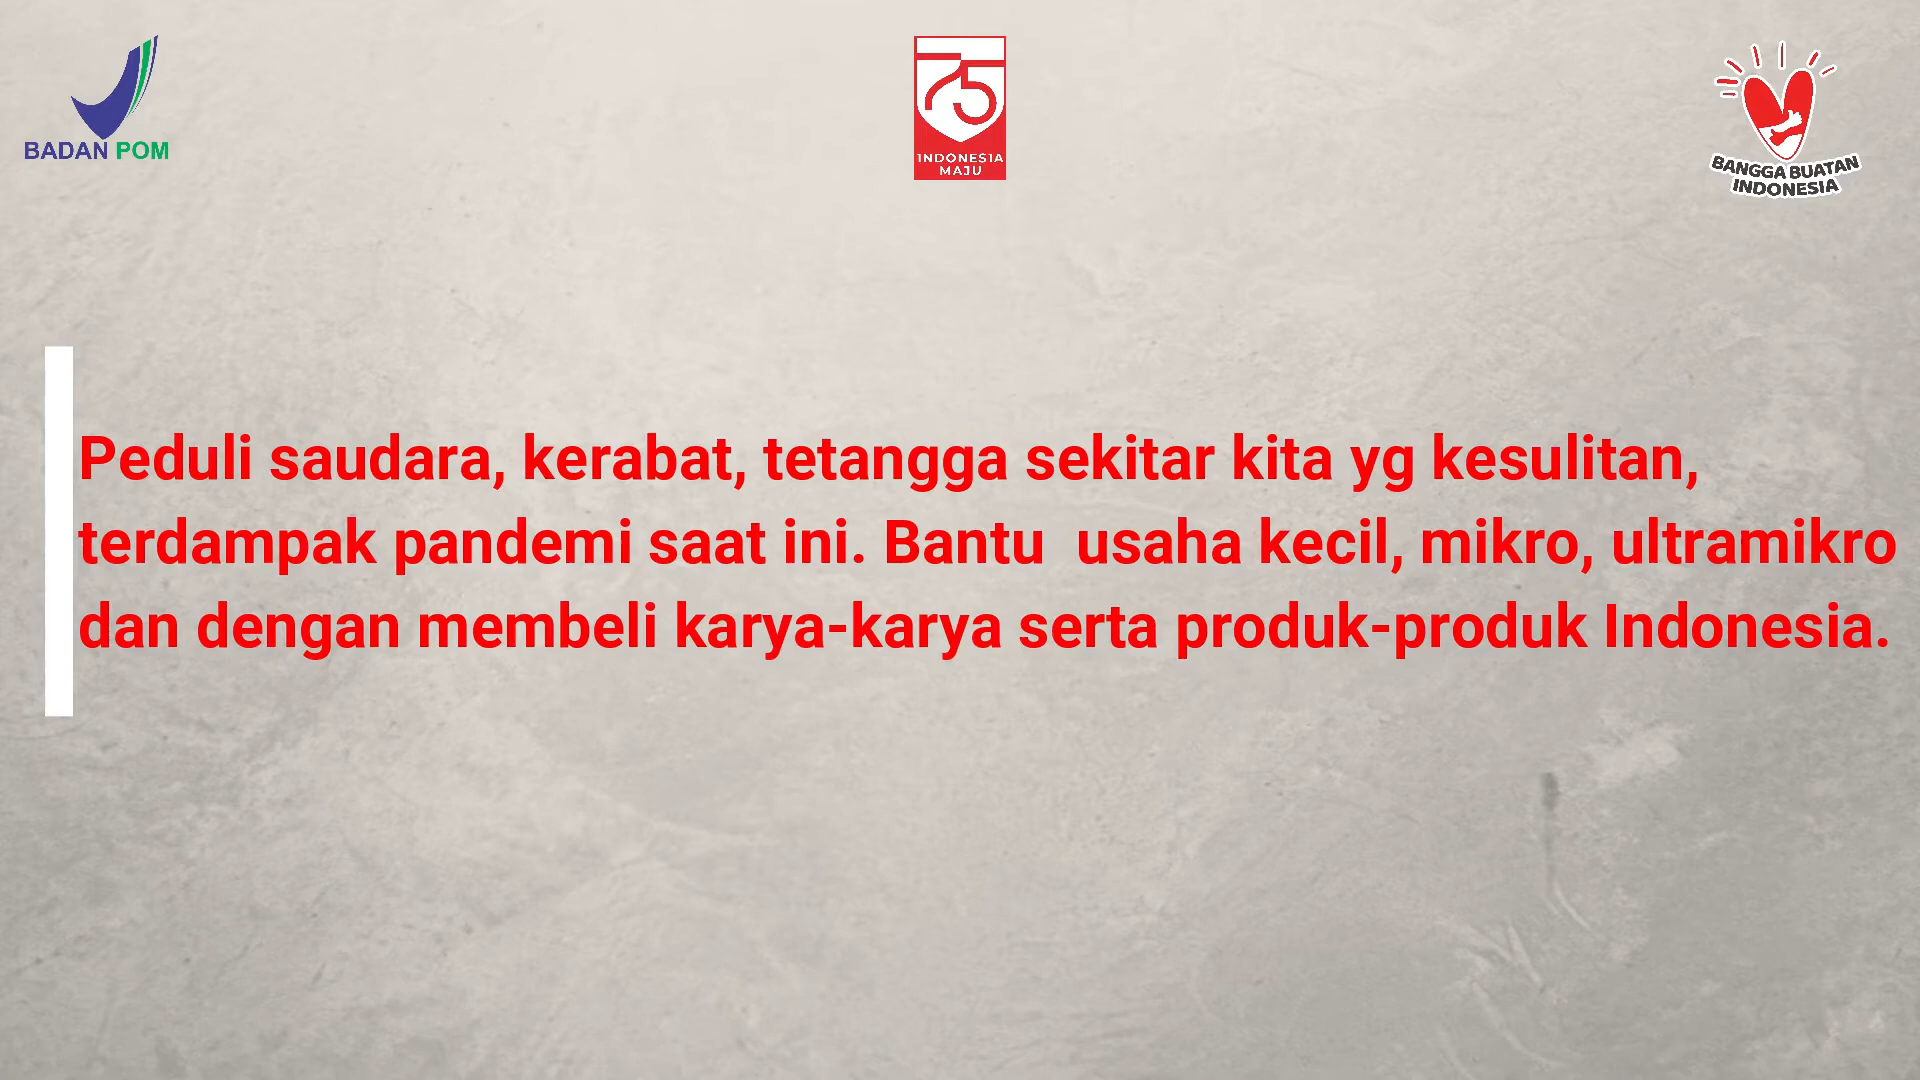 BADAN POM
75
INDONESIA
MAJU
BANGGA BUATAN
INDONESIA
Peduli saudara, kerabat, tetangga sekitar kita yg kesulitan,
terdampak pandemi saat ini. Bantu  usaha kecil, mikro, ultramikro
dan dengan membeli karya-karya serta produk-produk Indonesia.